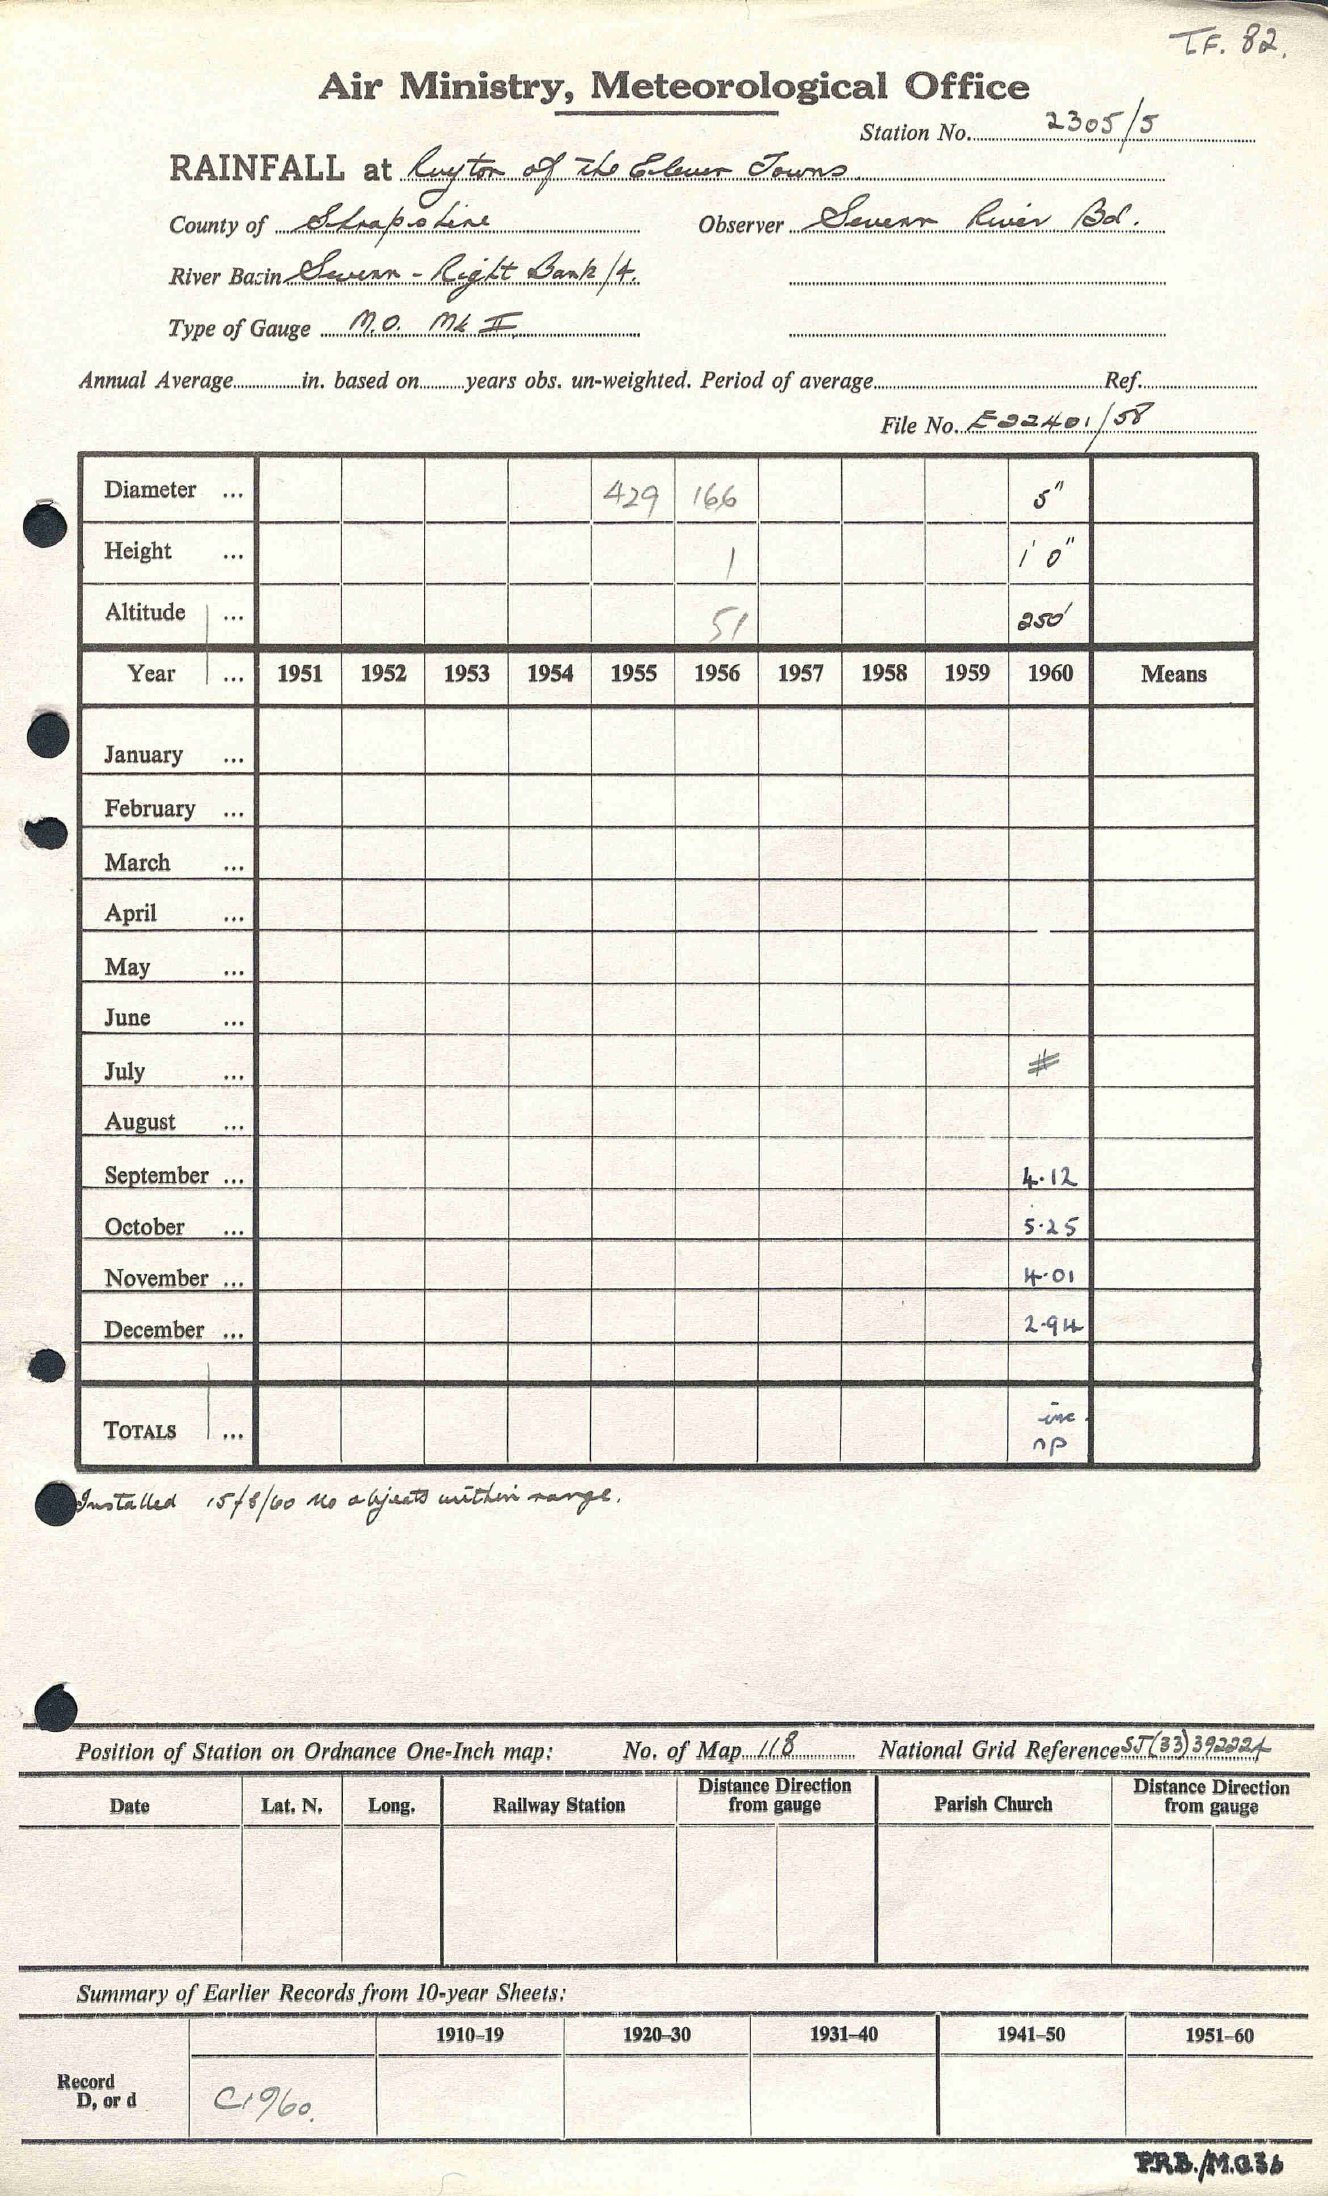 T.F. 82.
Air Ministry, Meteorological Office
Station No. 2305/5
RAINFALL at Ruyton of the Eleven Towns
County of Shropshire Observer Severn River Bd.
River Basin Severn - Right Bank/4.
Type of Gauge M.O. Mk II
Annual Average in. based on years obs. un-weighted. Period of average Ref.
File No. E22401/58
Diameter ... 429 166 5"
Height ... 1 1' 0"
Altitude ... 51 250'
Year ... 1951 1952 1953 1954 1955 1956 1957 1958 1959 1960 Means
January ...
February ...
March ...
April ...
May ...
June ...
July ... #
August ...
September ... 4.12
October ... 5.25
November ... 4.01
December ... 2.94
TOTALS ... inc.
np
Installed 15/8/60 No objects within range.
Position of Station on Ordnance One-Inch map: No. of Map 118 National Grid Reference SJ(33)392224
Date Lat. N. Long. Railway Station Distance Direction from gauge Parish Church Distance Direction from gauge
Summary of Earlier Records from 10-year Sheets:
1910–19 1920–30 1931–40 1941–50 1951–60
Record
D, or d C1960.
P.R.B./M.O.36